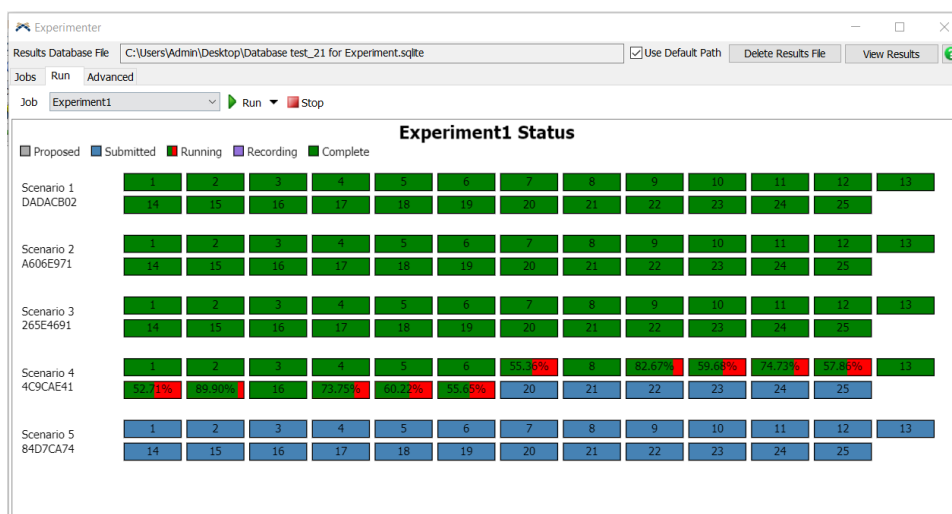 Experimenter
Results Database File C:\Users\Admin\Desktop\Database test_21 for Experiment.sqlite Use Default Path Delete Results File View Results
Jobs Run Advanced
Job Experiment1 Run Stop
Experiment1 Status
Proposed Submitted Running Recording Complete
Scenario 1 1 2 3 4 5 6 7 8 9 10 11 12 13
DADACB02 14 15 16 17 18 19 20 21 22 23 24 25
Scenario 2 1 2 3 4 5 6 7 8 9 10 11 12 13
A606E971 14 15 16 17 18 19 20 21 22 23 24 25
Scenario 3 1 2 3 4 5 6 7 8 9 10 11 12 13
265E4691 14 15 16 17 18 19 20 21 22 23 24 25
Scenario 4 1 2 3 4 5 6 55.36% 8 82.67% 59.68% 74.73% 57.86% 13
4C9CAE41 52.71% 89.90% 16 73.75% 60.22% 55.65% 20 21 22 23 24 25
Scenario 5 1 2 3 4 5 6 7 8 9 10 11 12 13
84D7CA74 14 15 16 17 18 19 20 21 22 23 24 25